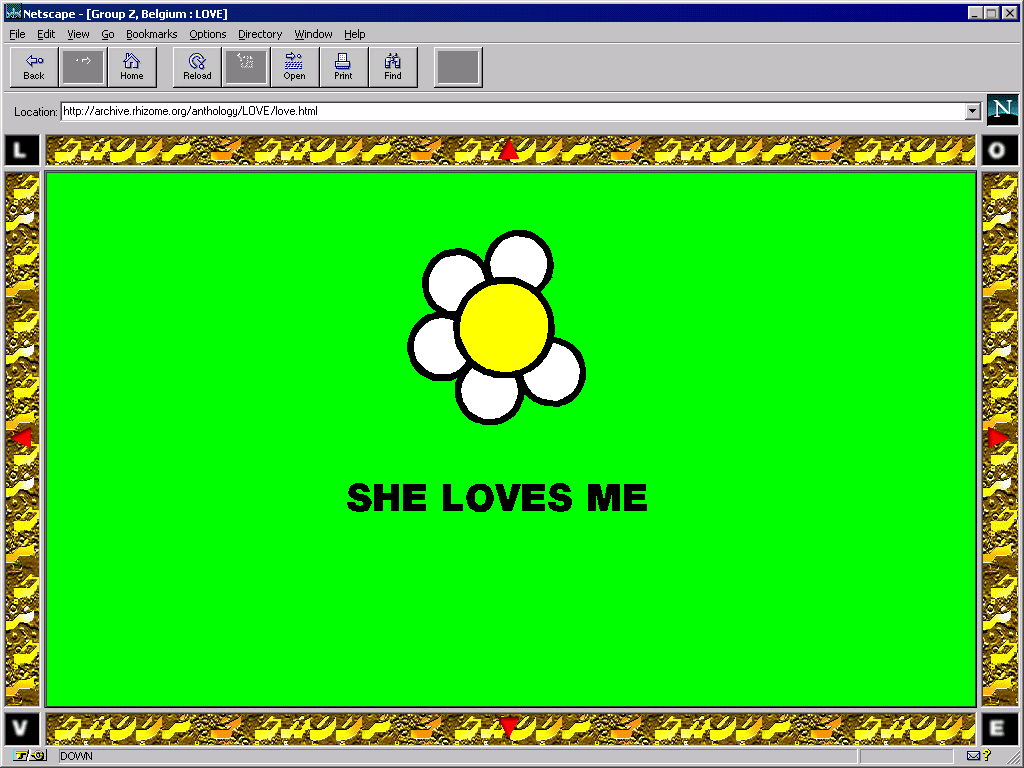 Netscape - [Group Z, Belgium : LOVE]
File Edit View Go Bookmarks Options Directory Window Help
Back Home Reload Open Print Find
Location: http://archive.rhizome.org/anthology/LOVE/love.html
N
L O
SHE LOVES ME
V E
DOWN